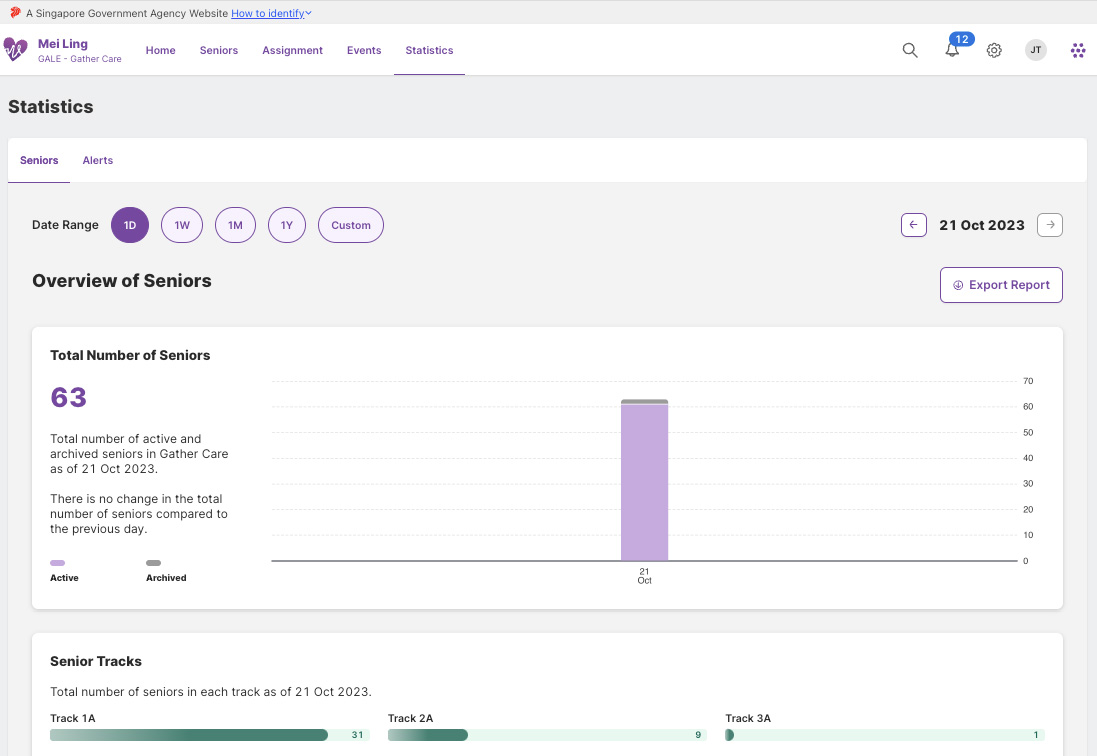 A Singapore Government Agency Website How to identify
Mei Ling
GALE - Gather Care
Home
Seniors
Assignment
Events
Statistics
12
JT
Statistics
Seniors
Alerts
Date Range
1D
1W
1M
1Y
Custom
21 Oct 2023
Overview of Seniors
Export Report
Total Number of Seniors
63
Total number of active and
archived seniors in Gather Care
as of 21 Oct 2023.
There is no change in the total
number of seniors compared to
the previous day.
Active
Archived
70
60
50
40
30
20
10
0
21
Oct
Senior Tracks
Total number of seniors in each track as of 21 Oct 2023.
Track 1A
31
Track 2A
9
Track 3A
1